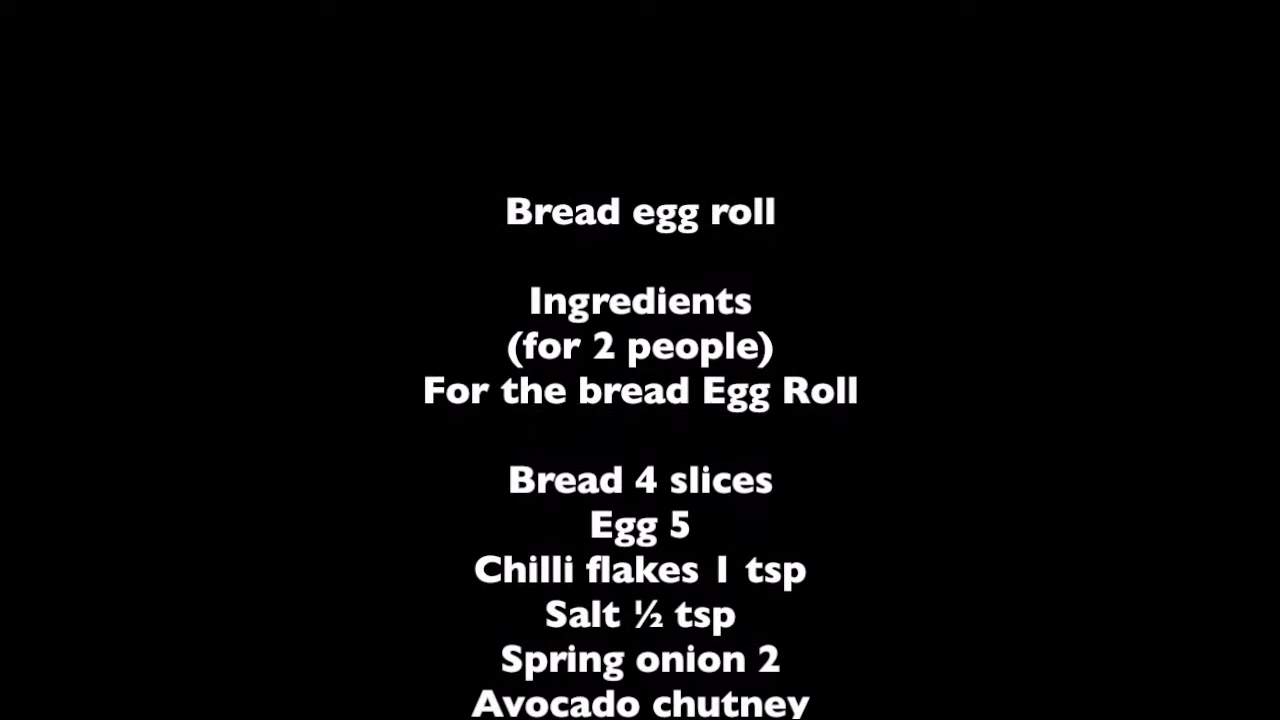 Bread egg roll
Ingredients
(for 2 people)
For the bread Egg Roll
Bread 4 slices
Egg 5
Chilli flakes 1 tsp
Salt ½ tsp
Spring onion 2
Avocado chutney